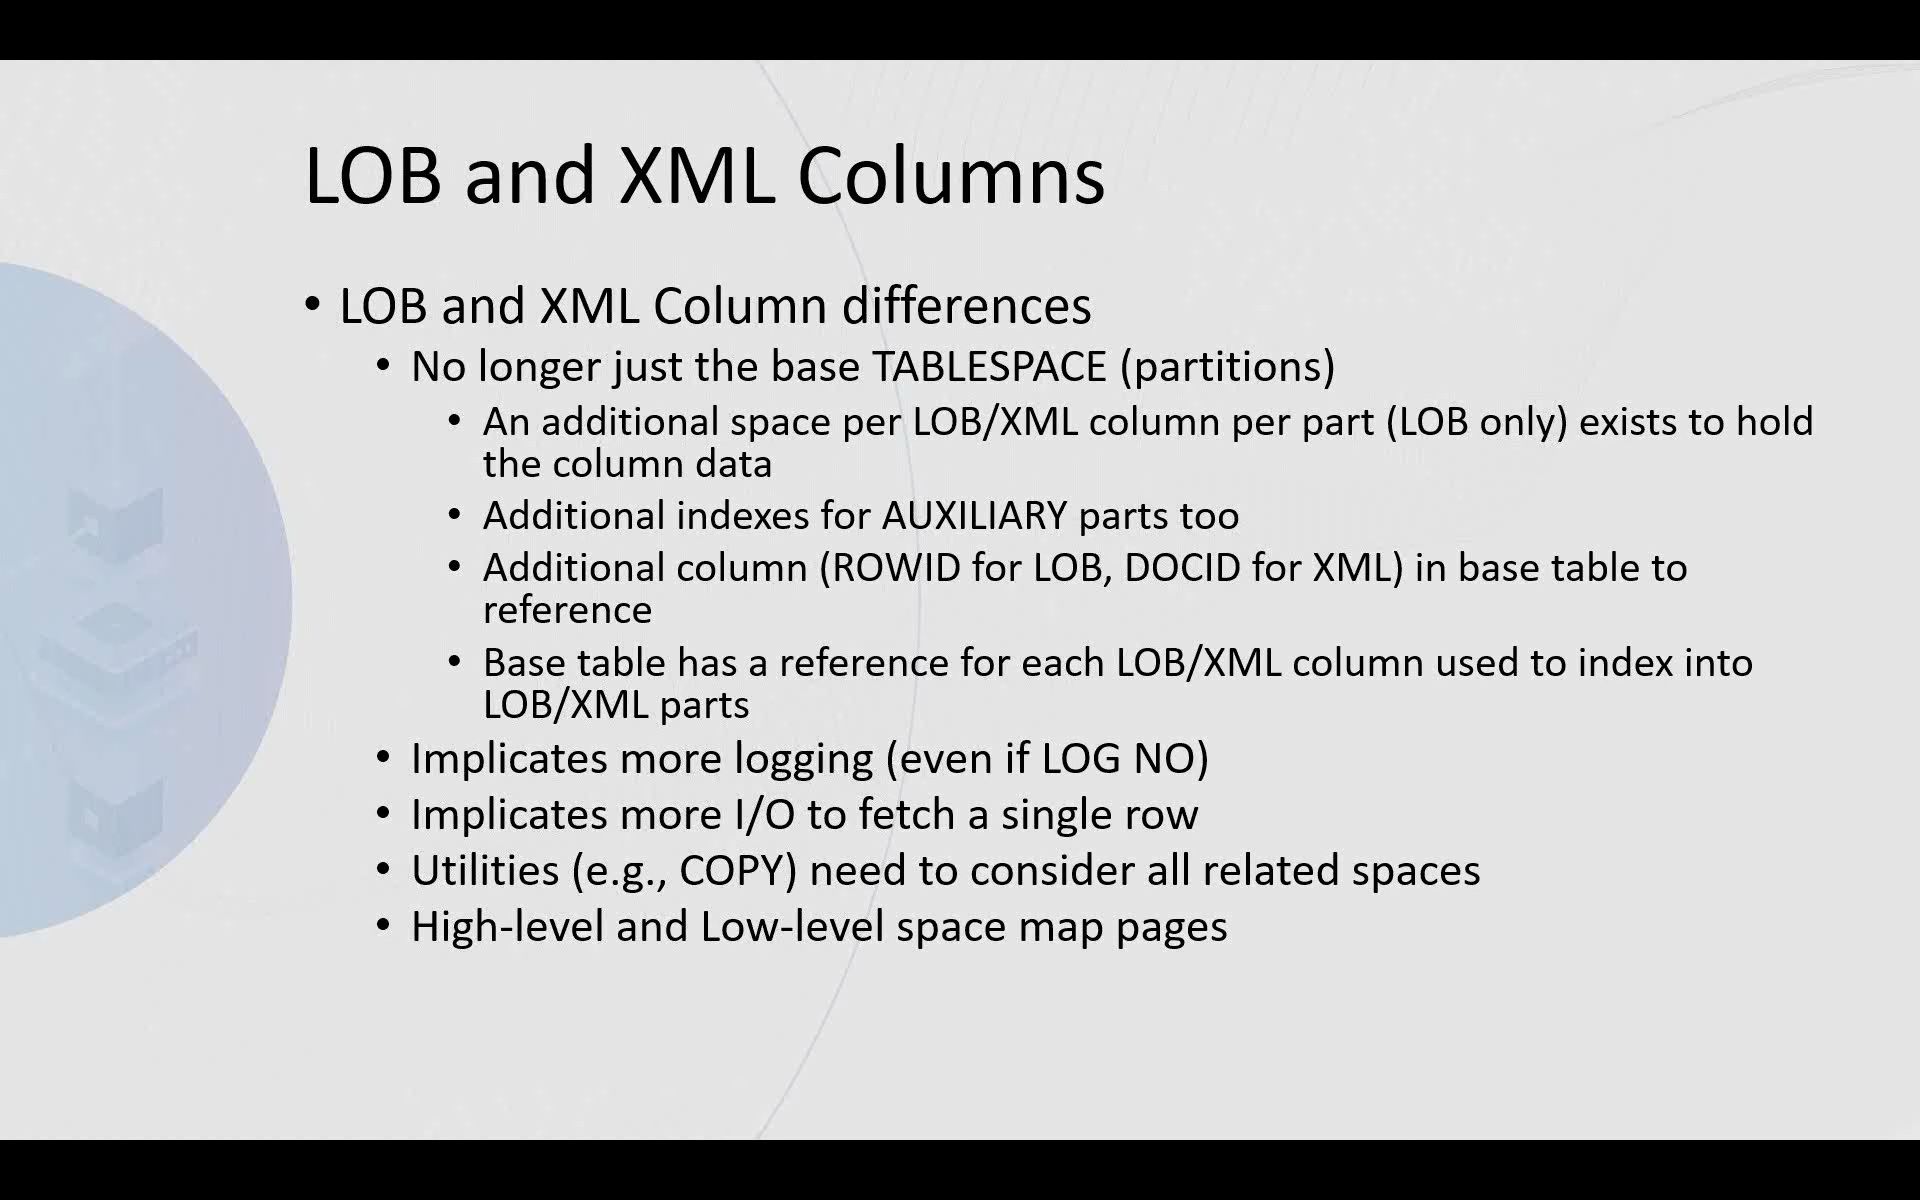 LOB and XML Columns
• LOB and XML Column differences
• No longer just the base TABLESPACE (partitions)
• An additional space per LOB/XML column per part (LOB only) exists to hold
the column data
• Additional indexes for AUXILIARY parts too
• Additional column (ROWID for LOB, DOCID for XML) in base table to
reference
• Base table has a reference for each LOB/XML column used to index into
LOB/XML parts
• Implicates more logging (even if LOG NO)
• Implicates more I/O to fetch a single row
• Utilities (e.g., COPY) need to consider all related spaces
• High-level and Low-level space map pages